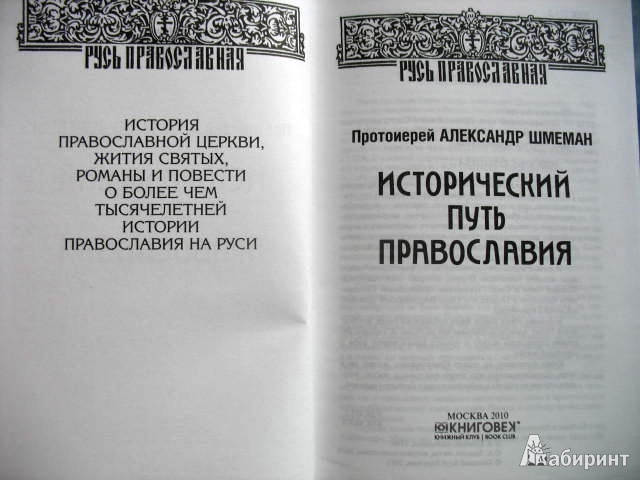 РУСЬ ПРАВОСЛАВНАЯ
ИСТОРИЯ
ПРАВОСЛАВНОЙ ЦЕРКВИ,
ЖИТИЯ СВЯТЫХ,
РОМАНЫ И ПОВЕСТИ
О БОЛЕЕ ЧЕМ
ТЫСЯЧЕЛЕТНЕЙ
ИСТОРИИ
ПРАВОСЛАВИЯ НА РУСИ
РУСЬ ПРАВОСЛАВНАЯ
Протоиерей АЛЕКСАНДР ШМЕМАН
ИСТОРИЧЕСКИЙ
ПУТЬ
ПРАВОСЛАВИЯ
МОСКВА 2010
КНИГОВЕК
КНИЖНЫЙ КЛУБ | BOOK CLUB
Лабиринт